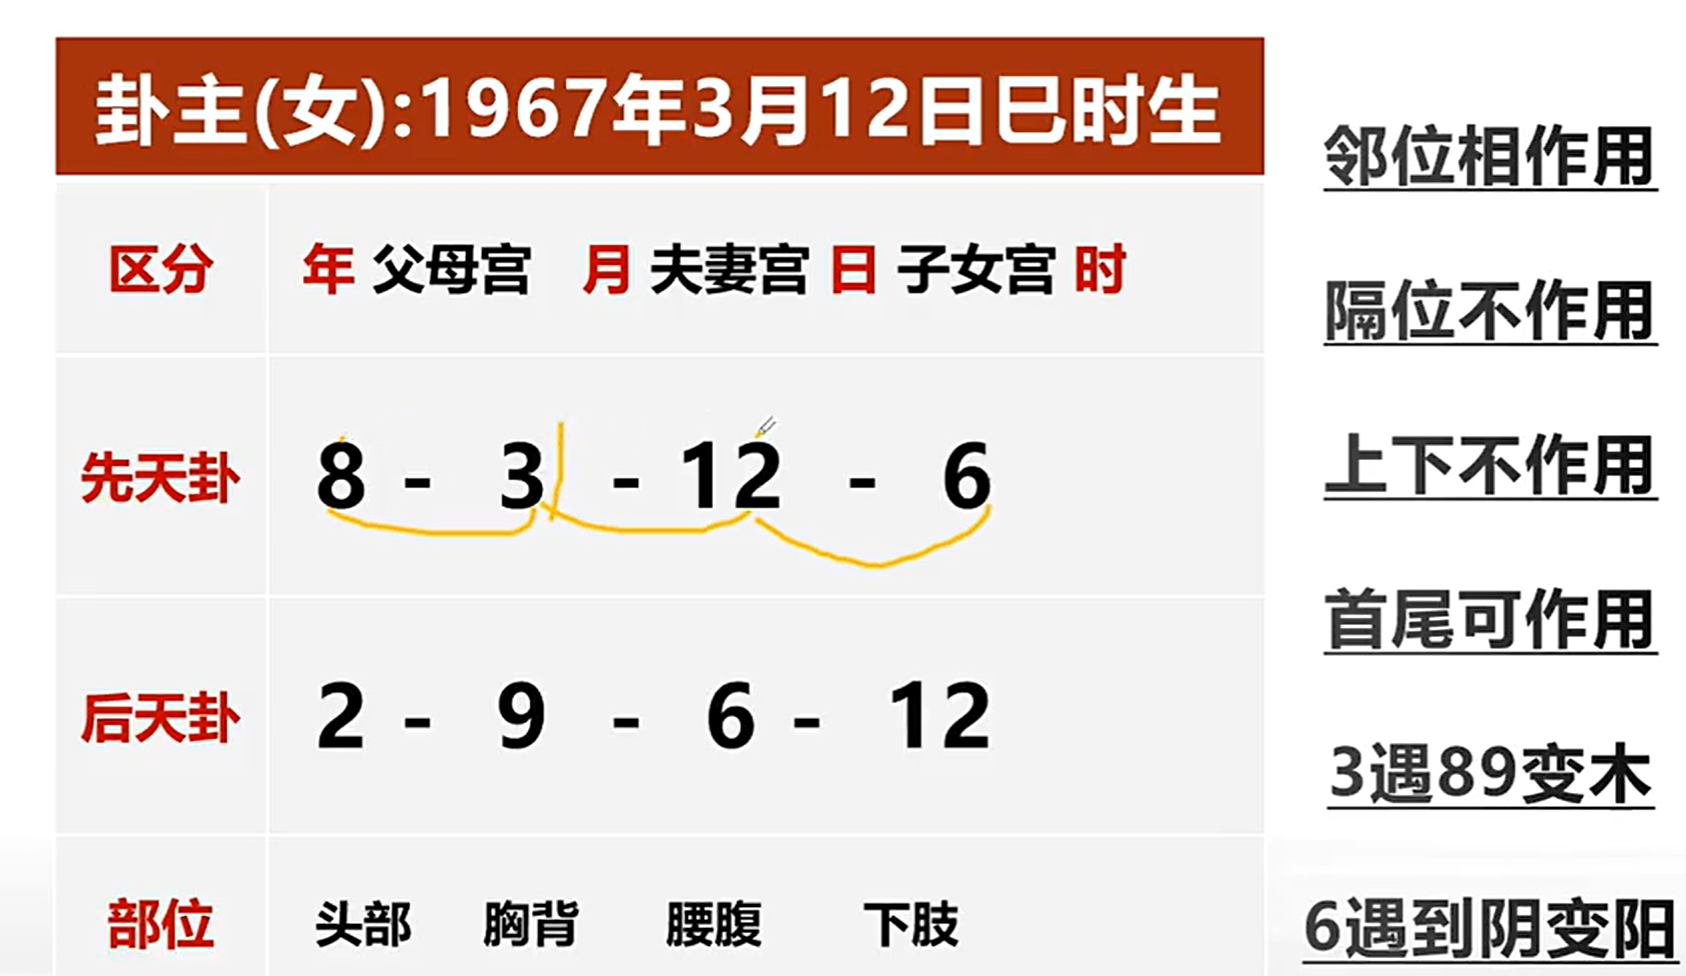 卦主(女):1967年3月12日巳时生
区分 年 父母宫 月 夫妻宫 日 子女宫 时
先天卦 8 - 3 - 12 - 6
后天卦 2 - 9 - 6 - 12
部位 头部 胸背 腰腹 下肢
邻位相作用
隔位不作用
上下不作用
首尾可作用
3遇89变木
6遇到阴变阳